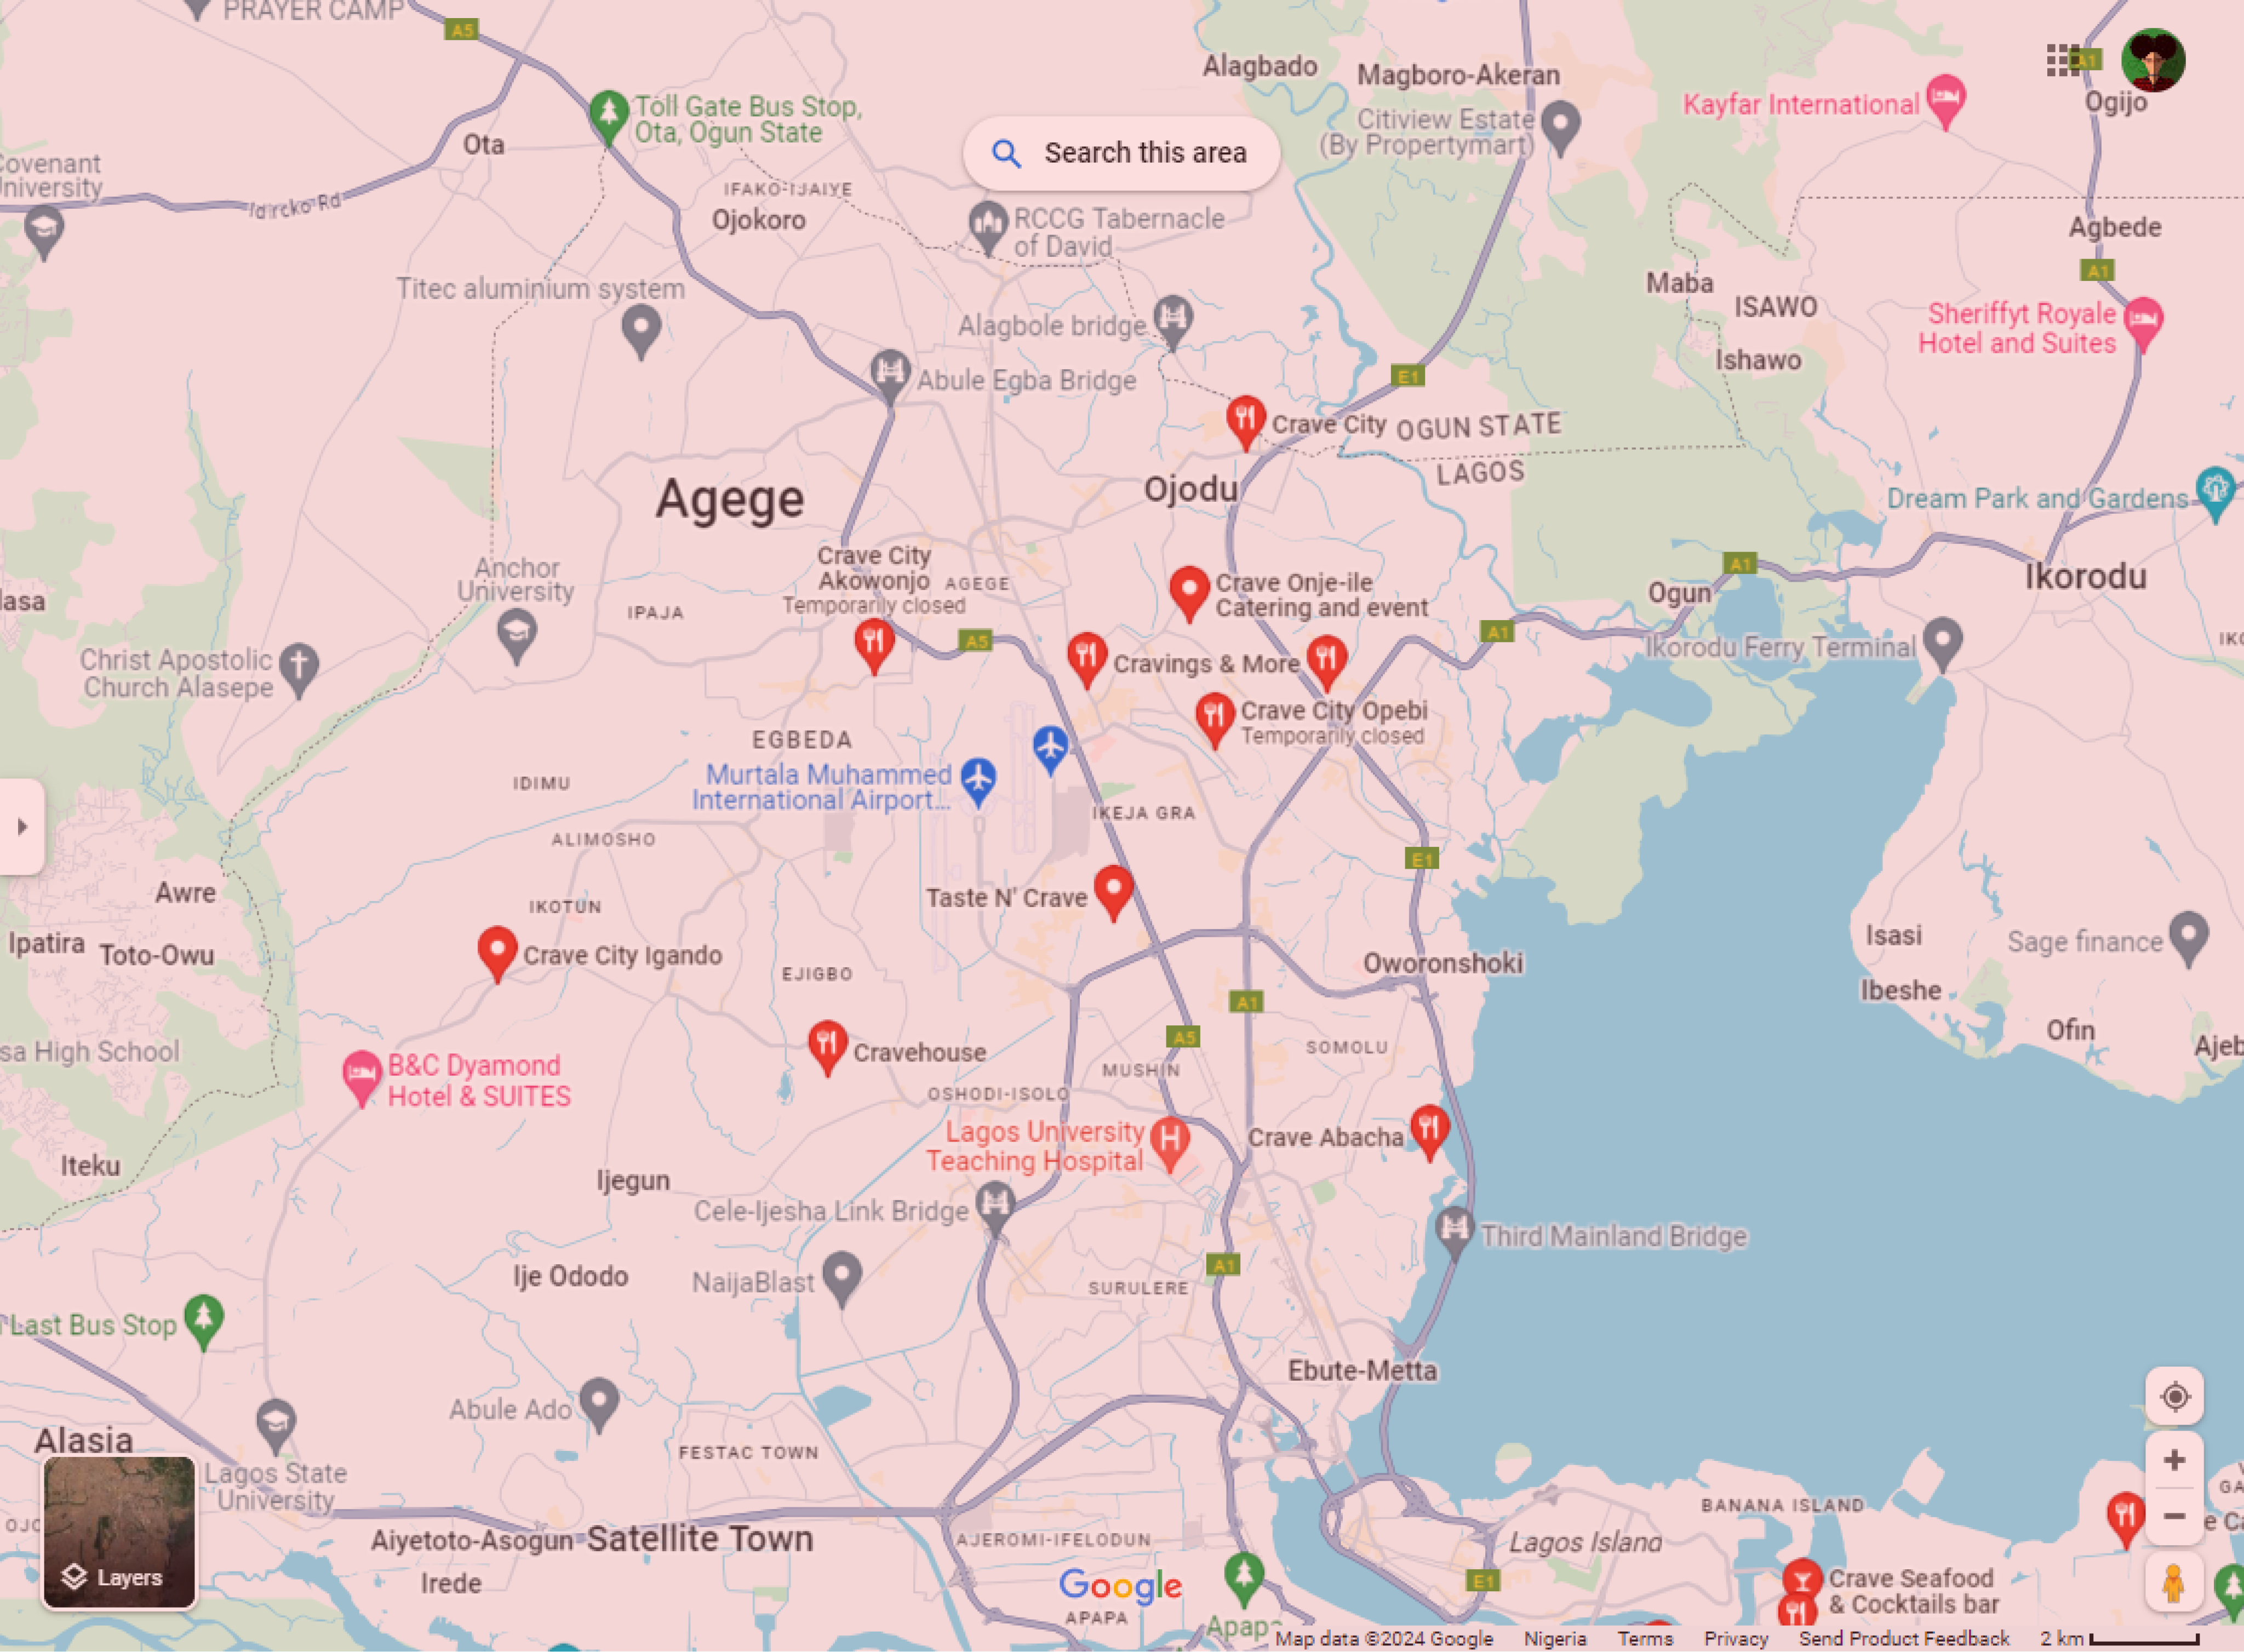 PRAYER CAMP
A5
Alagbado
Magboro-Akeran
A1
Kayfar International
Ogijo
Toll Gate Bus Stop,
Ota, Ogun State
Citiview Estate
(By Propertymart)
Ota
Search this area
Covenant
University
IFAKO-IJAIYE
Idiroko Rd
Ojokoro
RCCG Tabernacle
of David
Agbede
A1
Maba
ISAWO
Titec aluminium system
Alagbole bridge
Sheriffyt Royale
Hotel and Suites
Ishawo
Abule Egba Bridge
E1
Crave City
OGUN STATE
LAGOS
Agege
Ojodu
Dream Park and Gardens
Crave City
Akowonjo
Temporarily closed
AGEGE
Anchor
University
Crave Onje-ile
Catering and event
A1
Ikorodu
Ogun
lasa
IPAJA
A5
A1
IKO
Ikorodu Ferry Terminal
Christ Apostolic
Church Alasepe
Cravings & More
Crave City Opebi
Temporarily closed
EGBEDA
Murtala Muhammed
International Airport...
IDIMU
IKEJA GRA
ALIMOSHO
E1
Awre
Taste N' Crave
IKOTUN
Ipatira
Toto-Owu
Crave City Igando
EJIGBO
Isasi
Sage finance
Oworonshoki
Ibeshe
A1
Ofin
A5
Ajeb
sa High School
Cravehouse
SOMOLU
B&C Dyamond
Hotel & SUITES
MUSHIN
OSHODI-ISOLO
Lagos University
Teaching Hospital
Crave Abacha
Iteku
Ijegun
Cele-Ijesha Link Bridge
Third Mainland Bridge
Ije Ododo
NaijaBlast
A1
SURULERE
Last Bus Stop
Ebute-Metta
Abule Ado
Alasia
FESTAC TOWN
Lagos State
University
GA
BANANA ISLAND
OJO
Aiyetoto-Asogun
Satellite Town
AJEROMI-IFELODUN
Lagos Island
e Ca
Layers
Irede
Google
E1
Crave Seafood
& Cocktails bar
APAPA
Apapa
Map data ©2024 Google Nigeria Terms Privacy Send Product Feedback 2 km